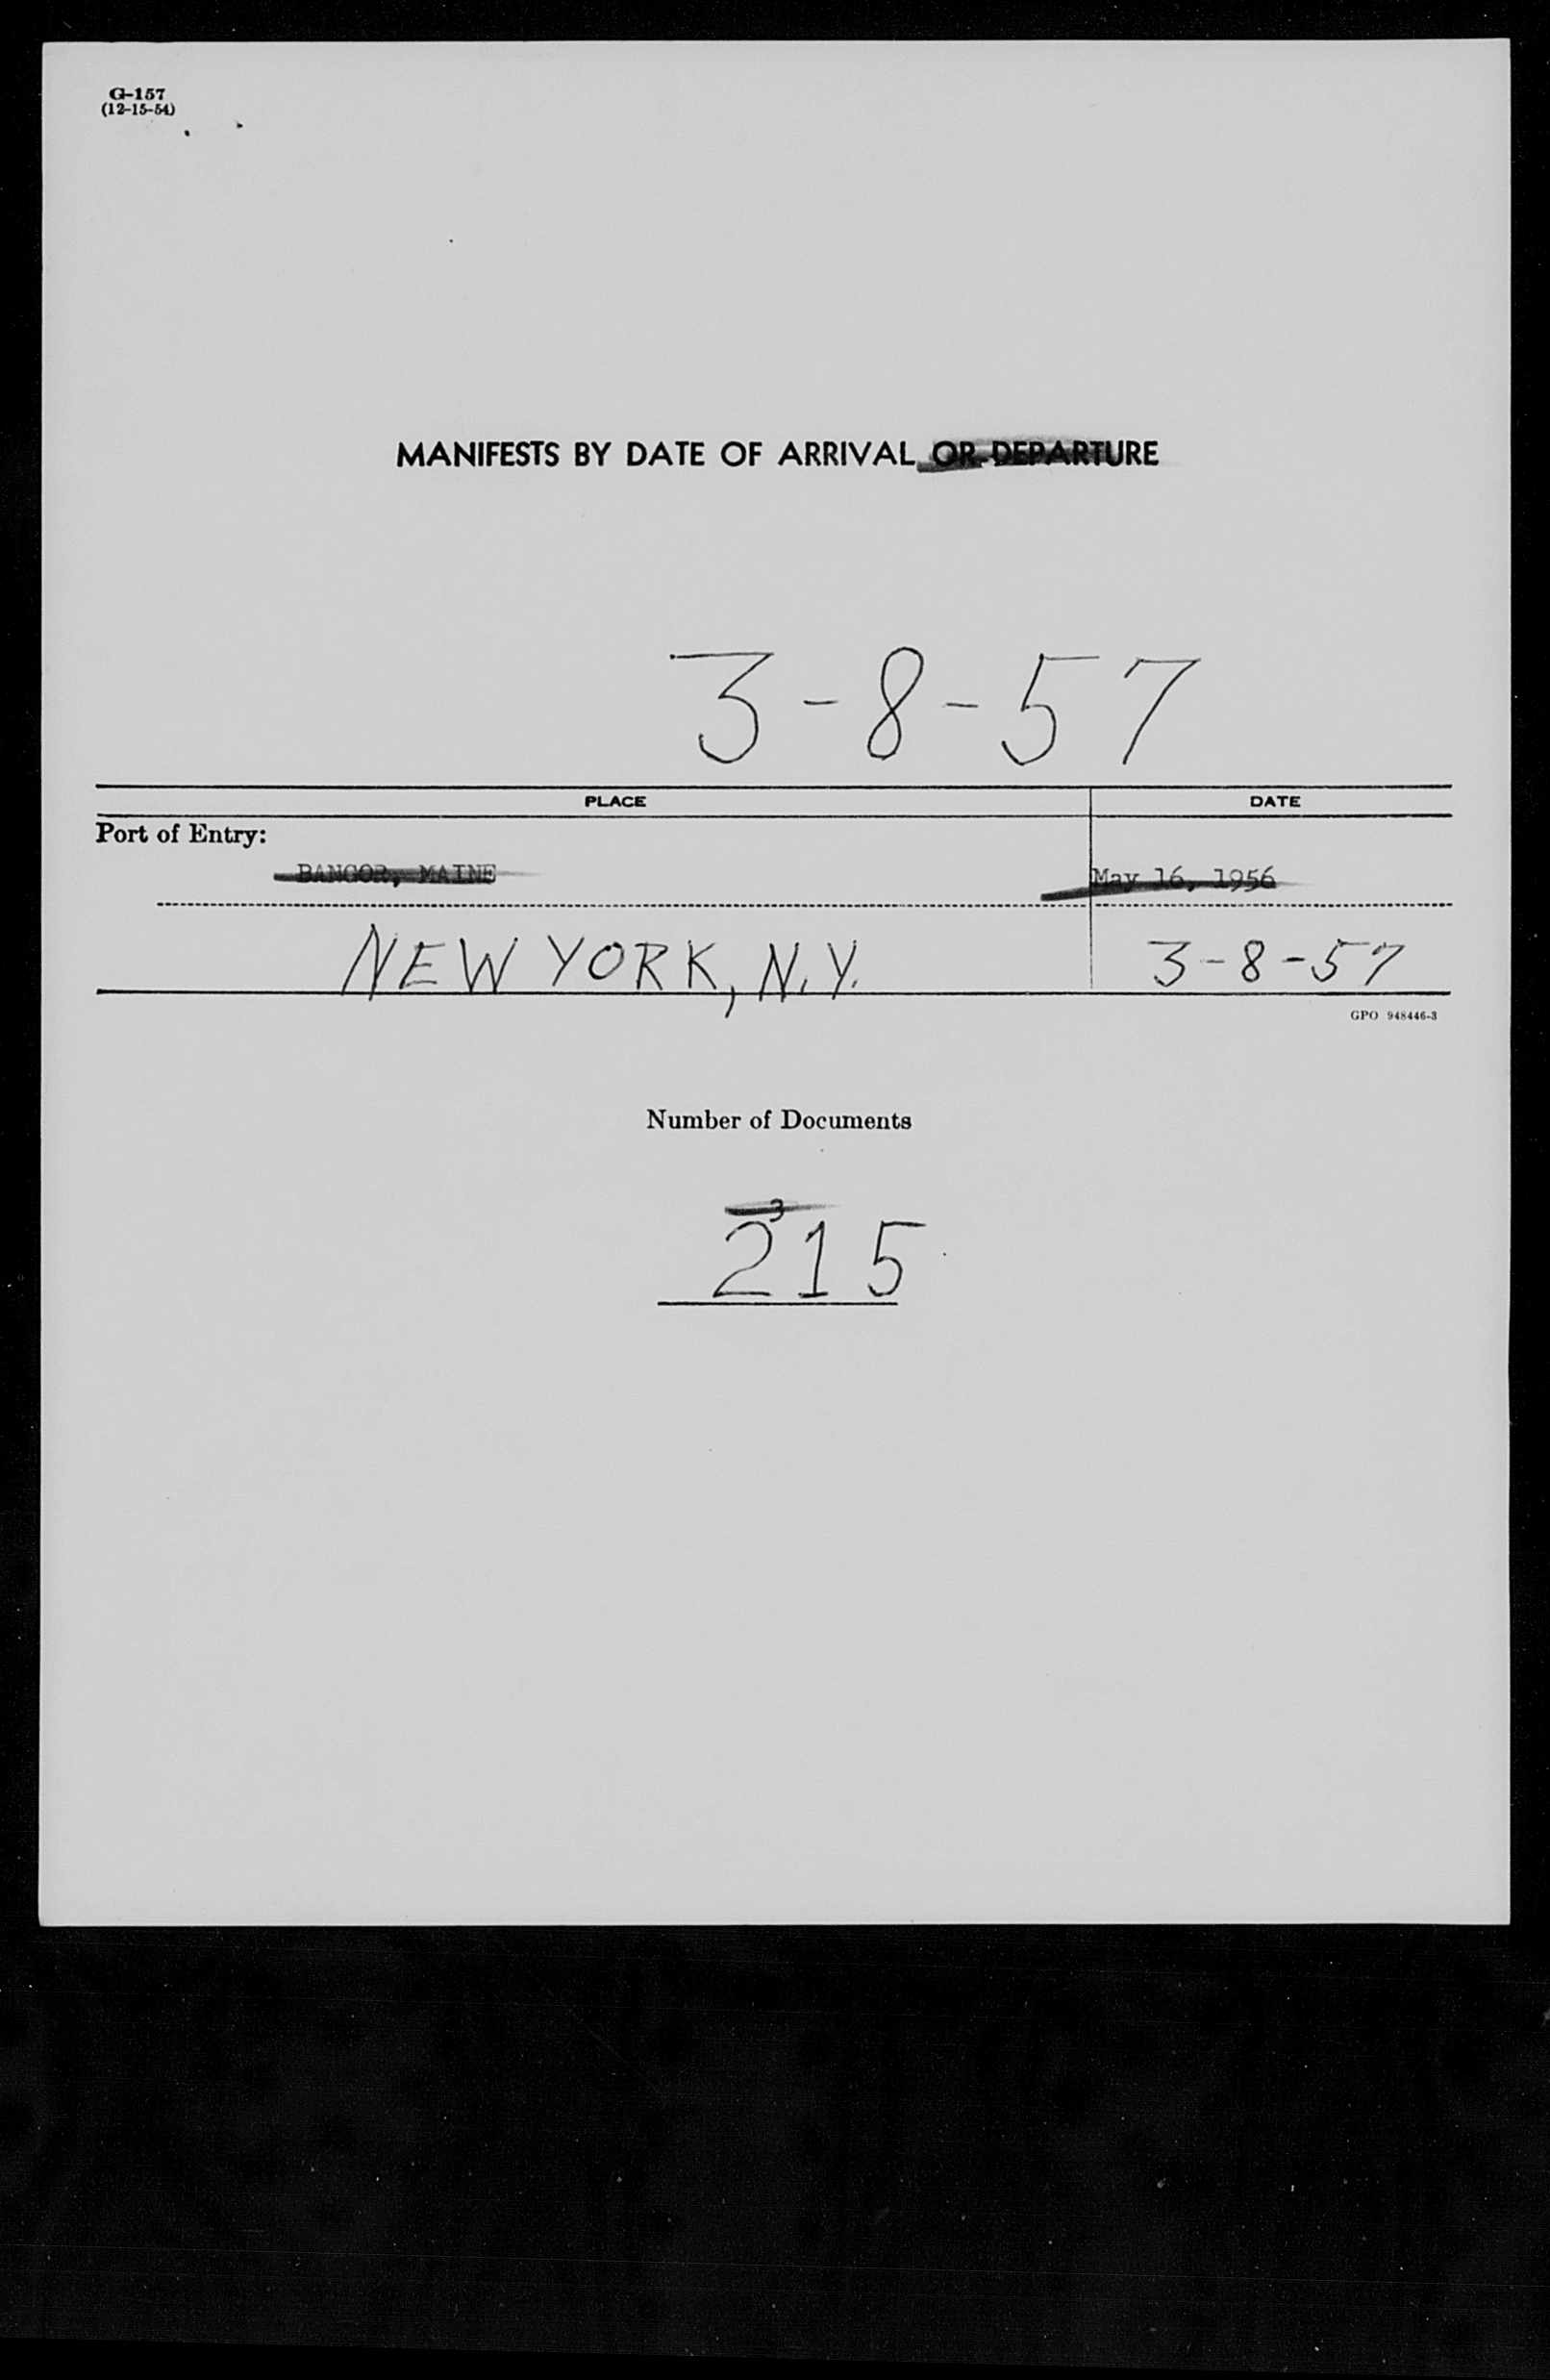 G-157
(12-15-54)
MANIFESTS BY DATE OF ARRIVAL OR DEPARTURE
3-8-57
PLACE DATE
Port of Entry:
BANGOR, MAINE May 16, 1956
NEW YORK, N.Y. 3-8-57
GPO 948446-3
Number of Documents
3
215